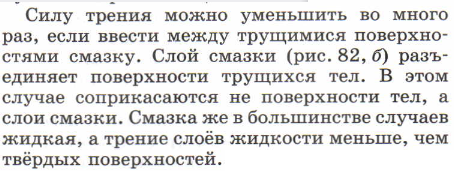 Силу трения можно уменьшить во много
раз, если ввести между трущимися поверхно-
стями смазку. Слой смазки (рис. 82, б) разъ-
единяет поверхности трущихся тел. В этом
случае соприкасаются не поверхности тел, а
слои смазки. Смазка же в большинстве случаев
жидкая, а трение слоёв жидкости меньше, чем
твёрдых поверхностей.